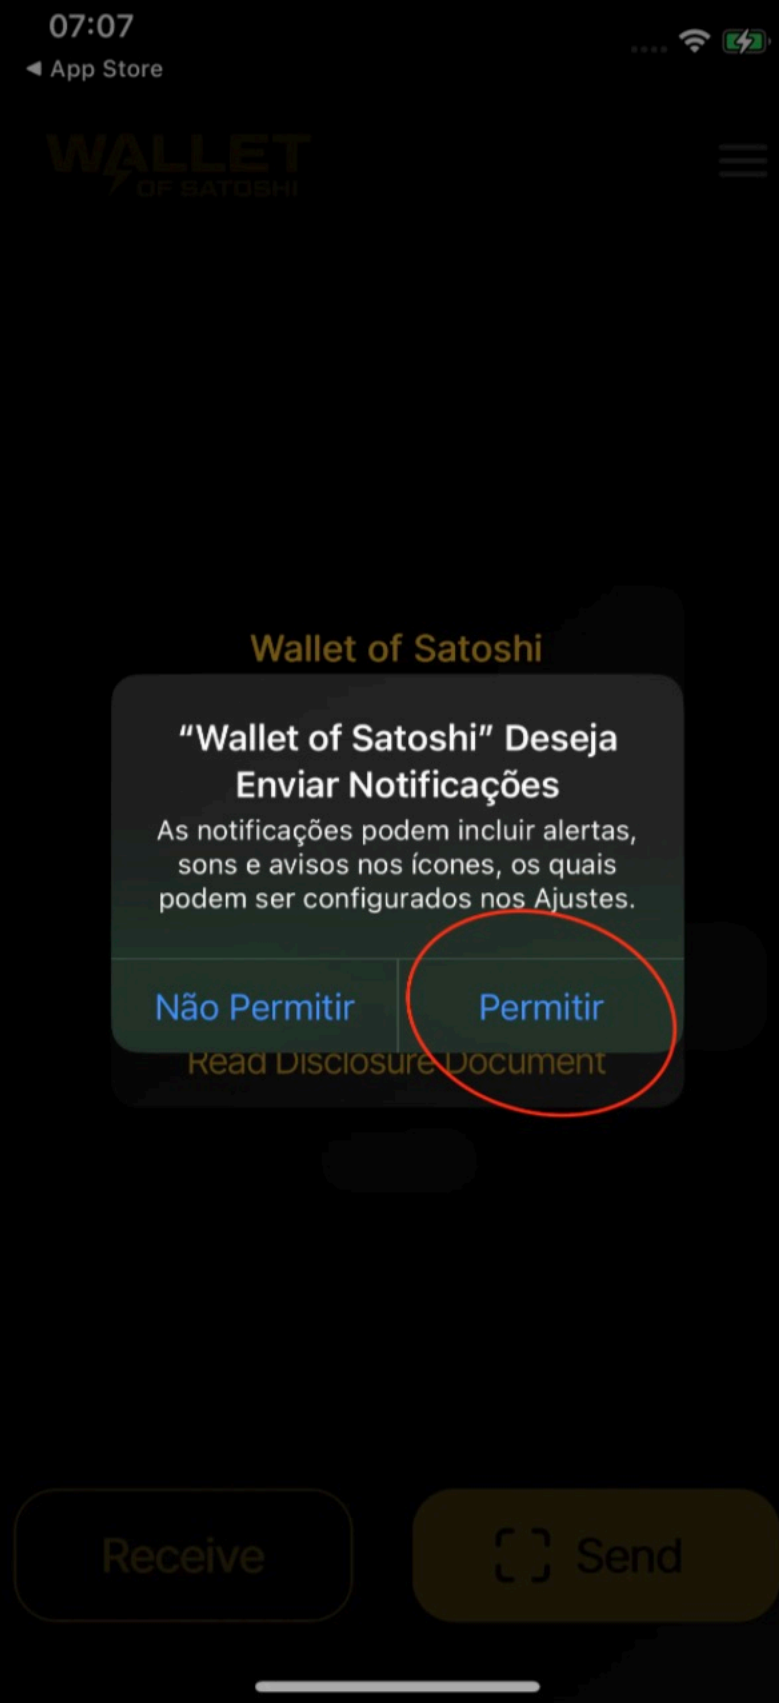 07:07
◀ App Store
WALLET
OF SATOSHI
Wallet of Satoshi
“Wallet of Satoshi” Deseja
Enviar Notificações
As notificações podem incluir alertas,
sons e avisos nos ícones, os quais
podem ser configurados nos Ajustes.
Não Permitir
Permitir
Read Disclosure Document
Receive
Send